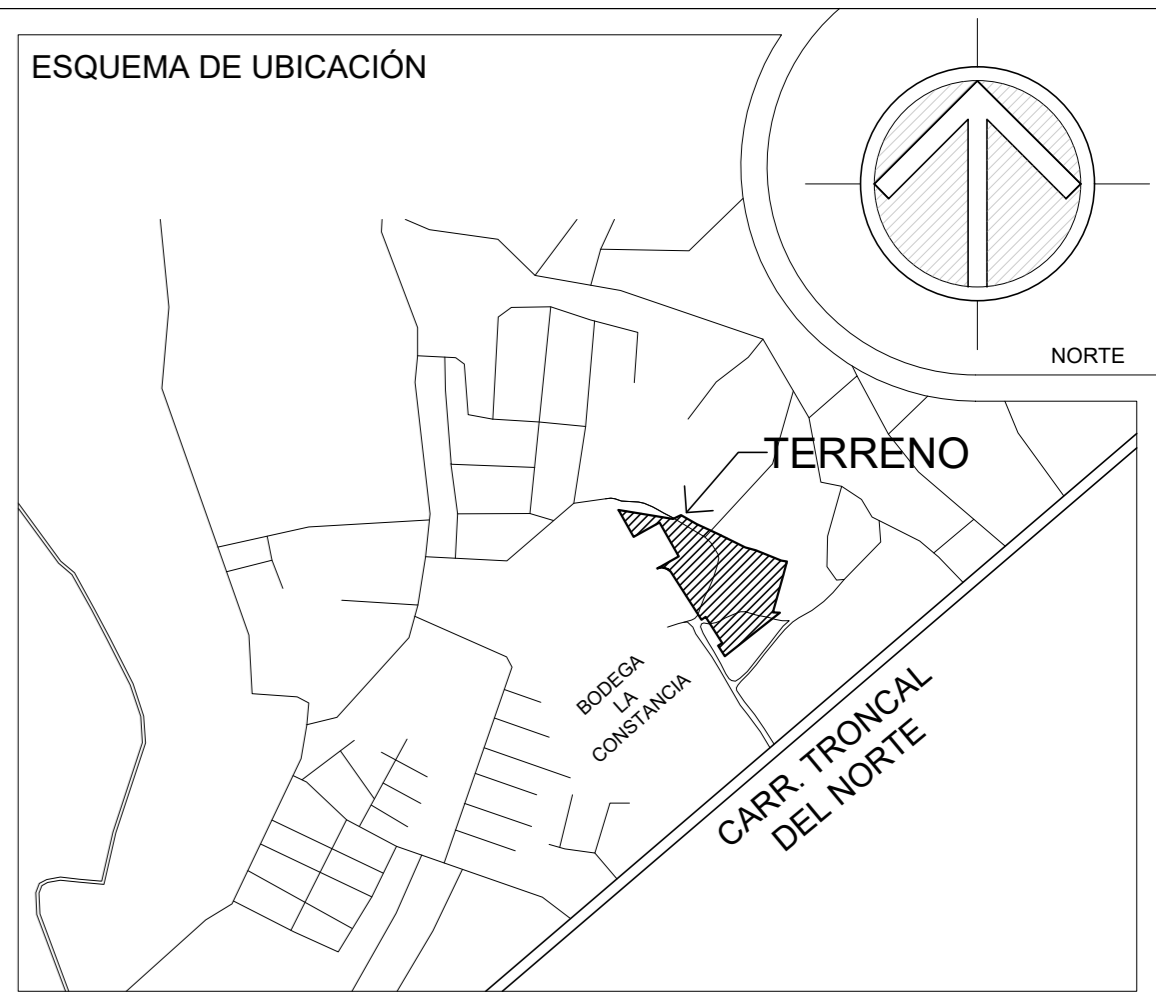 ESQUEMA DE UBICACIÓN
NORTE
TERRENO
BODEGA
LA
CONSTANCIA
CARR. TRONCAL
DEL NORTE